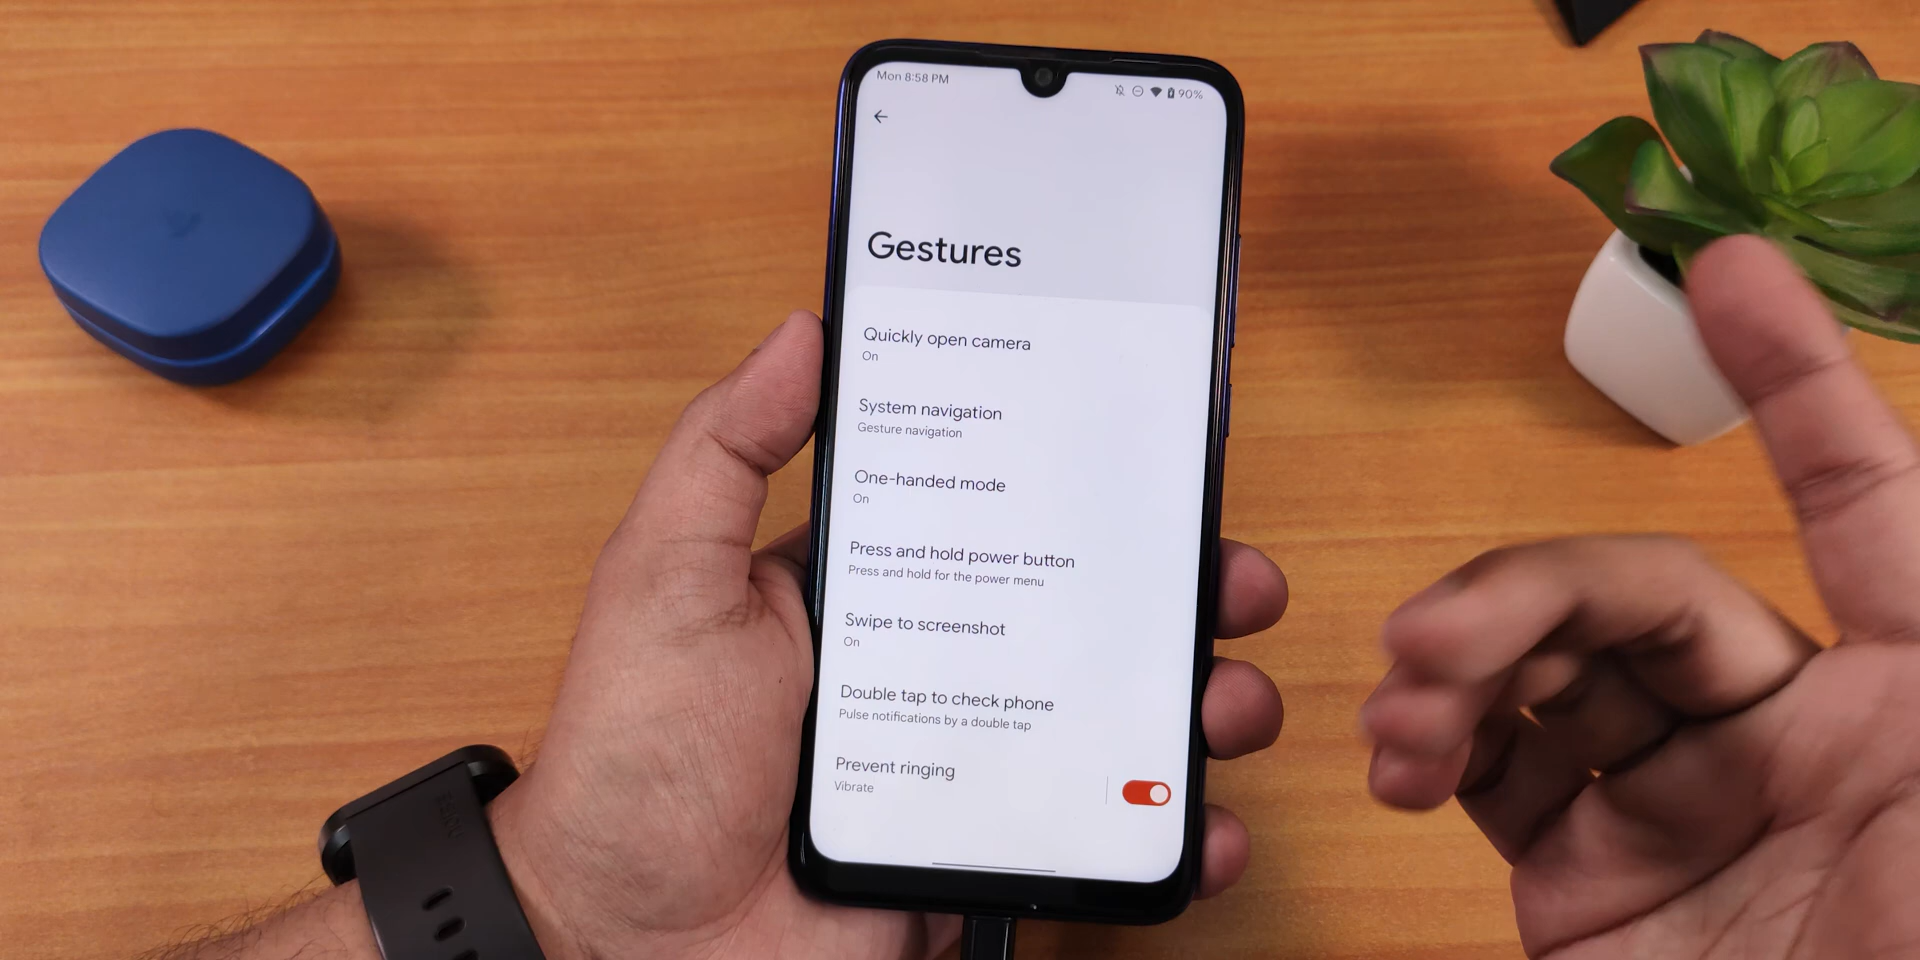 Mon 8:58 PM
90%
Gestures
Quickly open camera
On
System navigation
Gesture navigation
One-handed mode
On
Press and hold power button
Press and hold for the power menu
Swipe to screenshot
On
Double tap to check phone
Pulse notifications by a double tap
Prevent ringing
Vibrate